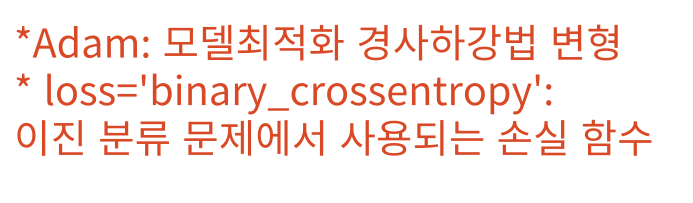 *Adam: 모델최적화 경사하강법 변형
* loss='binary_crossentropy':
이진 분류 문제에서 사용되는 손실 함수